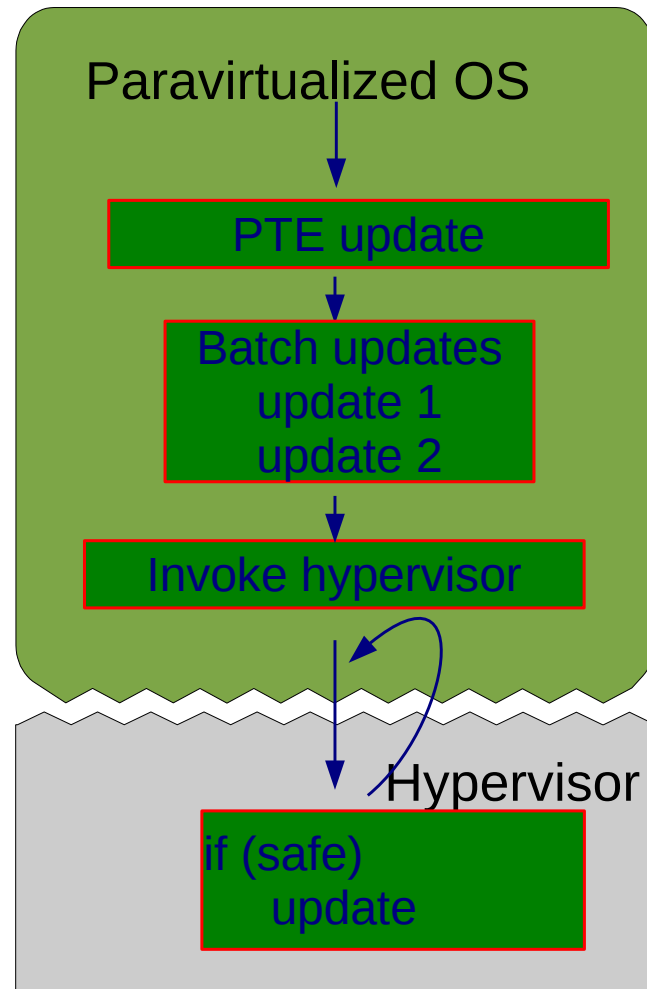 Paravirtualized OS
PTE update
Batch updates
update 1
update 2
Invoke hypervisor
Hypervisor
if (safe)
update